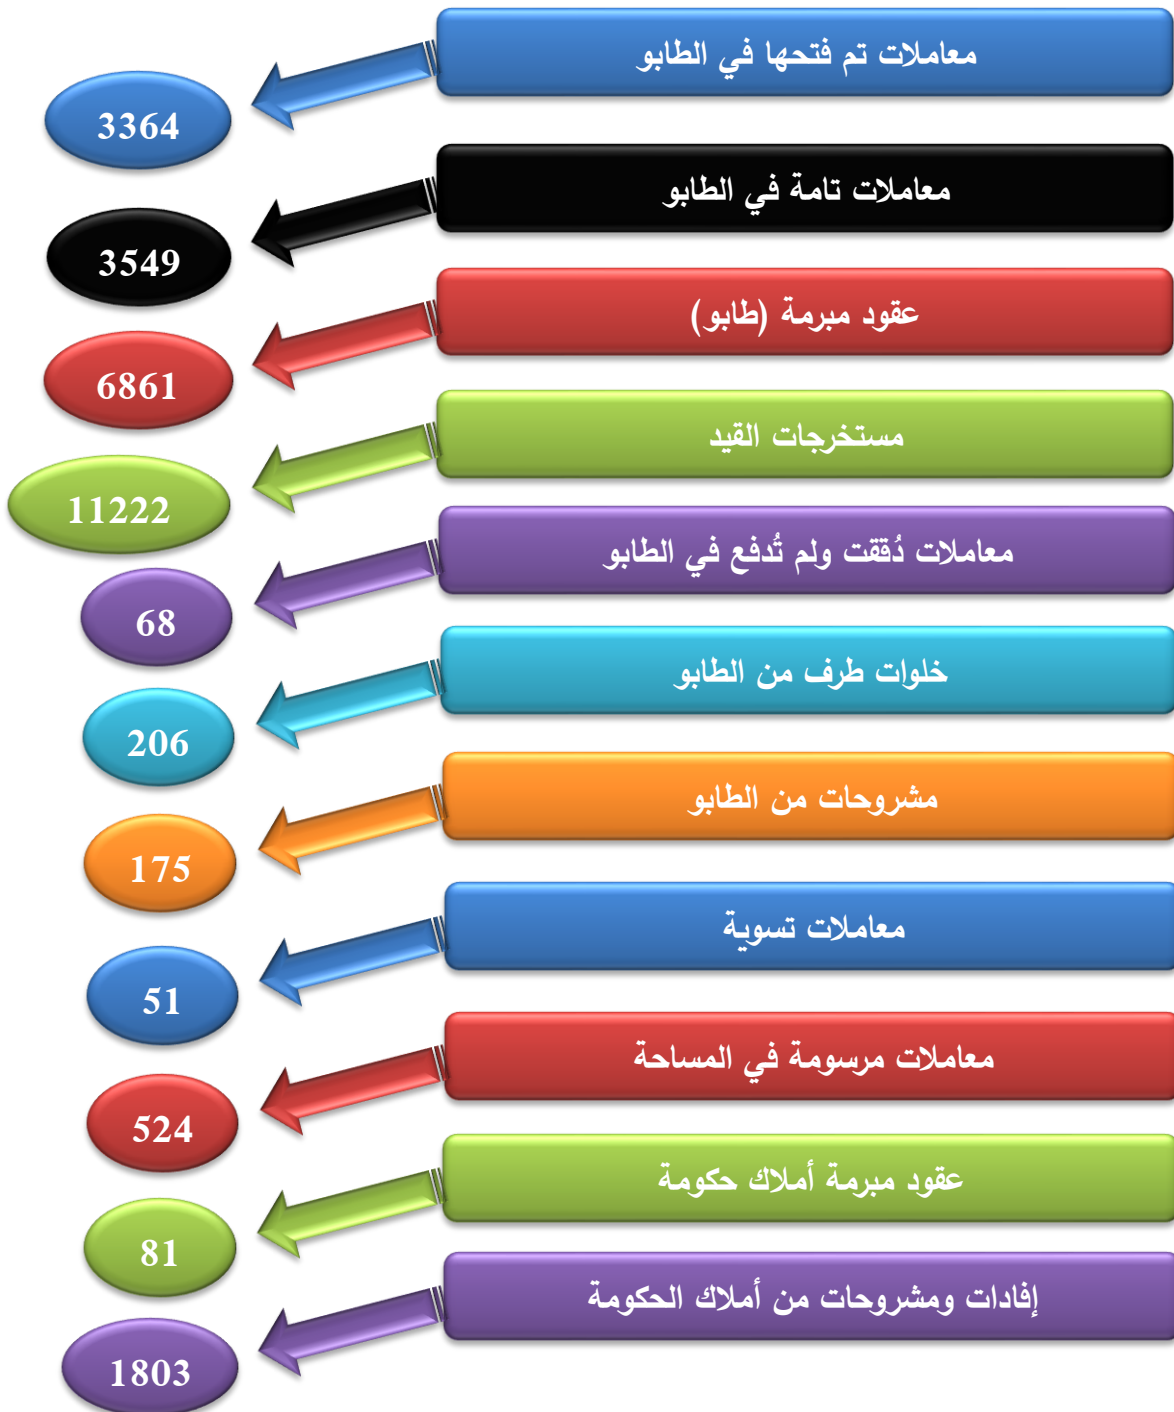 معاملات تم فتحها في الطابو
3364
معاملات تامة في الطابو
3549
عقود مبرمة (طابو)
6861
مستخرجات القيد
11222
معاملات دُققت ولم تُدفع في الطابو
68
خلوات طرف من الطابو
206
مشروحات من الطابو
175
معاملات تسوية
51
معاملات مرسومة في المساحة
524
عقود مبرمة أملاك حكومة
81
إفادات ومشروحات من أملاك الحكومة
1803